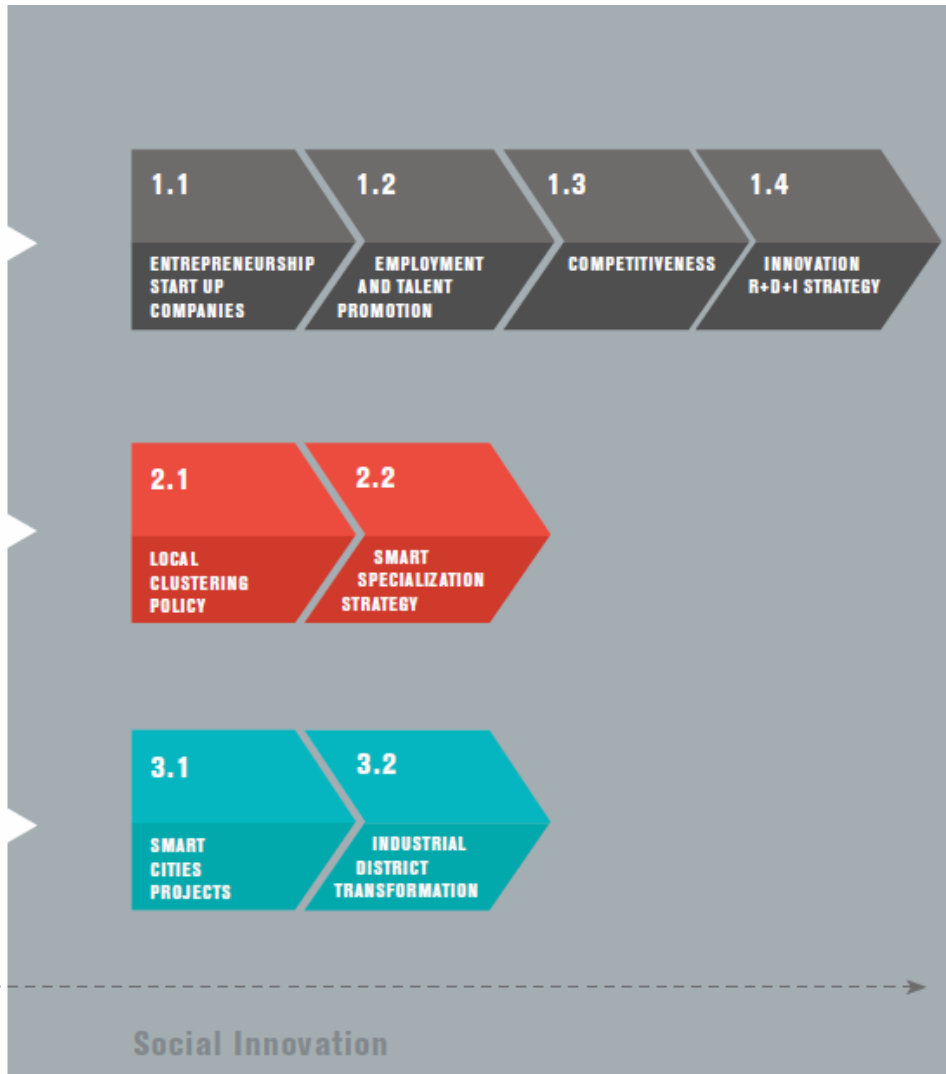 1.1
ENTREPRENEURSHIP
START UP
COMPANIES
1.2
EMPLOYMENT
AND TALENT
PROMOTION
1.3
COMPETITIVENESS
1.4
INNOVATION
R+D+I STRATEGY
2.1
LOCAL
CLUSTERING
POLICY
2.2
SMART
SPECIALIZATION
STRATEGY
3.1
SMART
CITIES
PROJECTS
3.2
INDUSTRIAL
DISTRICT
TRANSFORMATION
Social Innovation